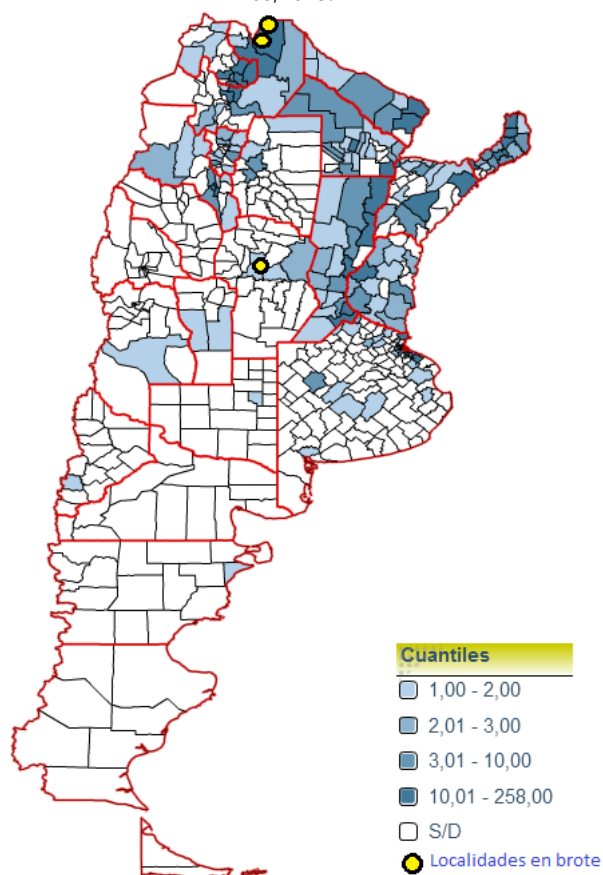 Cuantiles
1,00 - 2,00
2,01 - 3,00
3,01 - 10,00
10,01 - 258,00
S/D
Localidades en brote